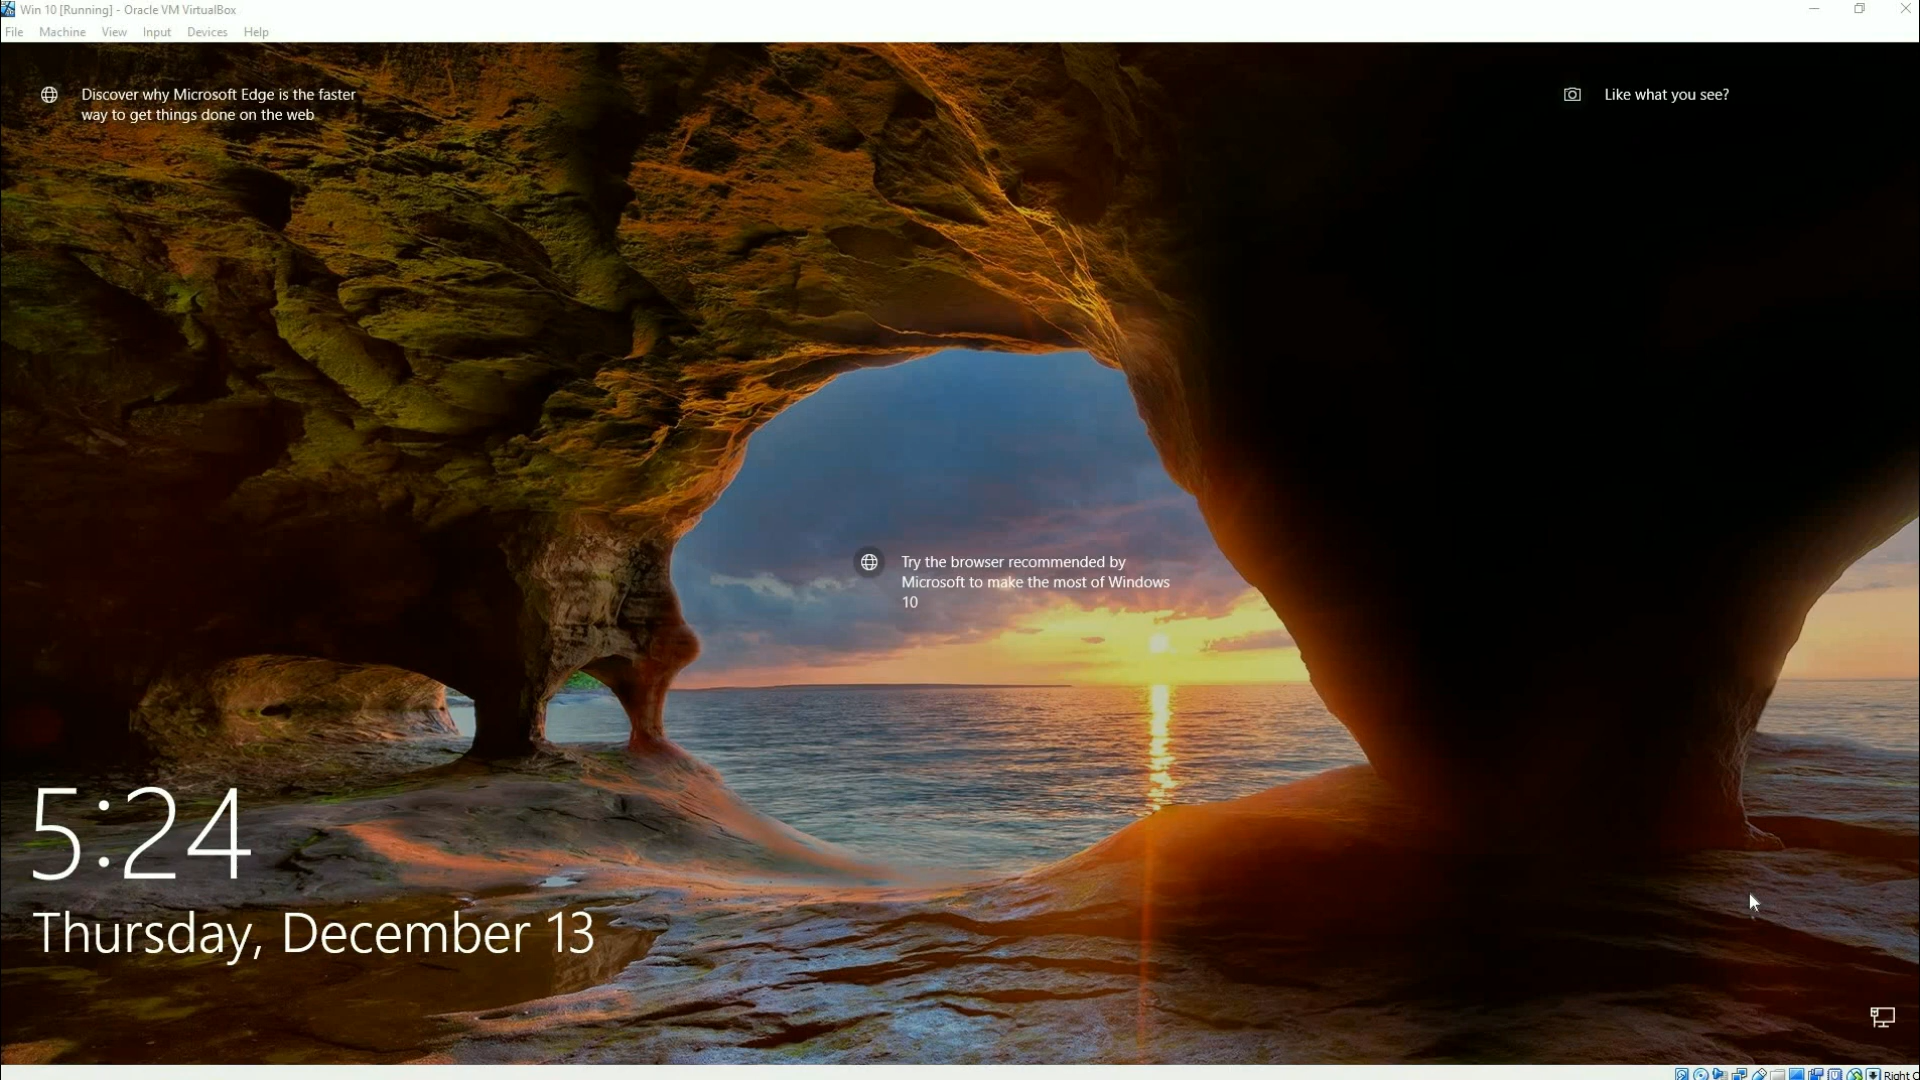 Win 10 [Running] - Oracle VM VirtualBox
File Machine View Input Devices Help
Discover why Microsoft Edge is the faster
way to get things done on the web
Like what you see?
Try the browser recommended by
Microsoft to make the most of Windows
10
5:24
Thursday, December 13
Right C